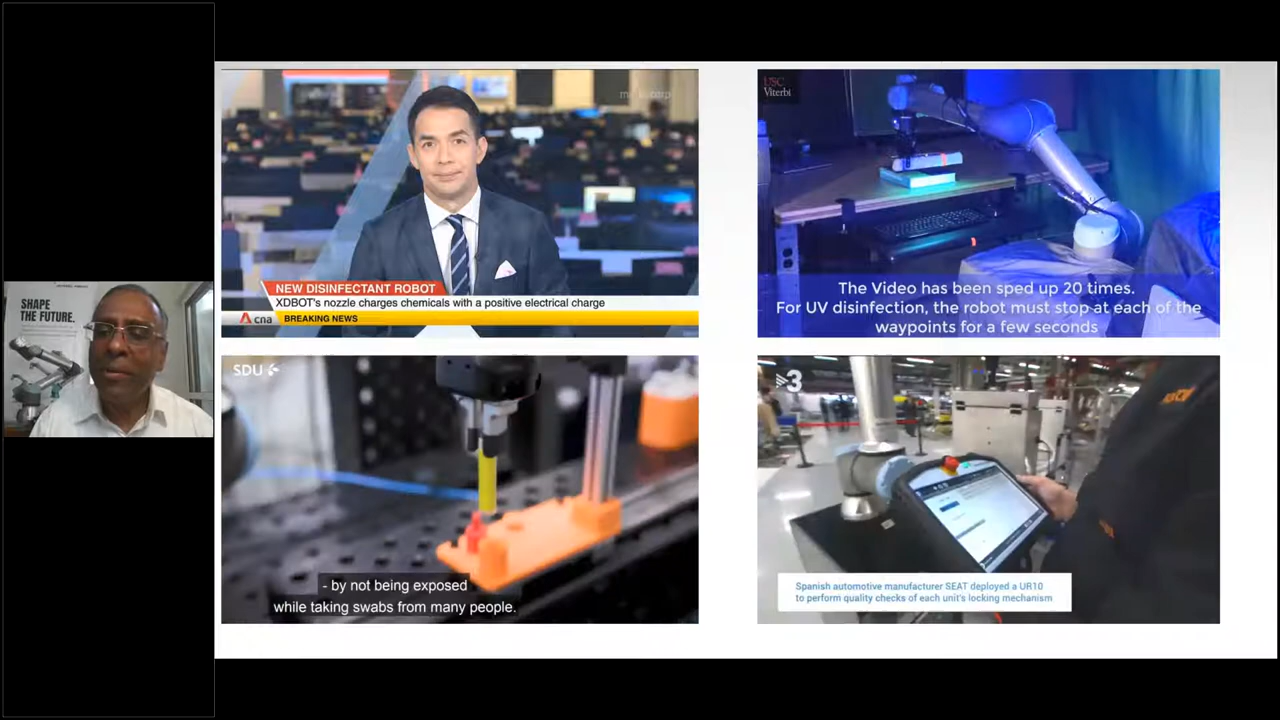 SHAPE
THE FUTURE.
NEW DISINFECTANT ROBOT
XDBOT's nozzle charges chemicals with a positive electrical charge
cna
BREAKING NEWS
USC
Viterbi
The Video has been sped up 20 times.
For UV disinfection, the robot must stop at each of the
waypoints for a few seconds
SDU
- by not being exposed
while taking swabs from many people.
3
Spanish automotive manufacturer SEAT deployed a UR10
to perform quality checks of each unit's locking mechanism